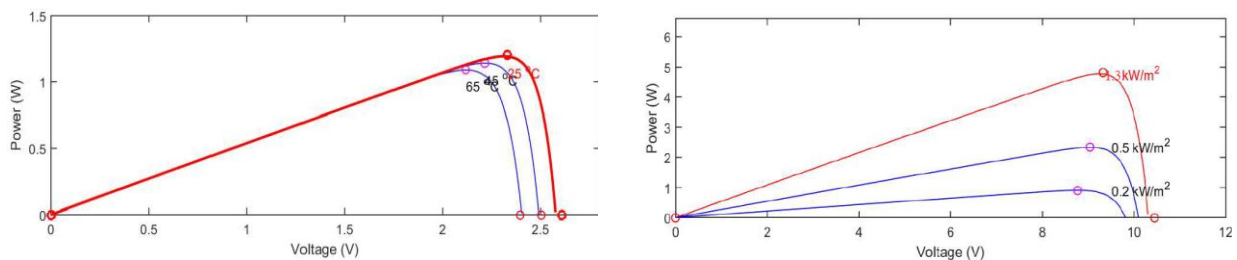 1.5
1
0.5
0
Power (W)
25 °C
45 °C
65 °C
0 0.5 1 1.5 2 2.5
Voltage (V)
6
5
4
3
2
1
0
Power (W)
1.3 kW/m²
0.5 kW/m²
0.2 kW/m²
0 2 4 6 8 10 12
Voltage (V)